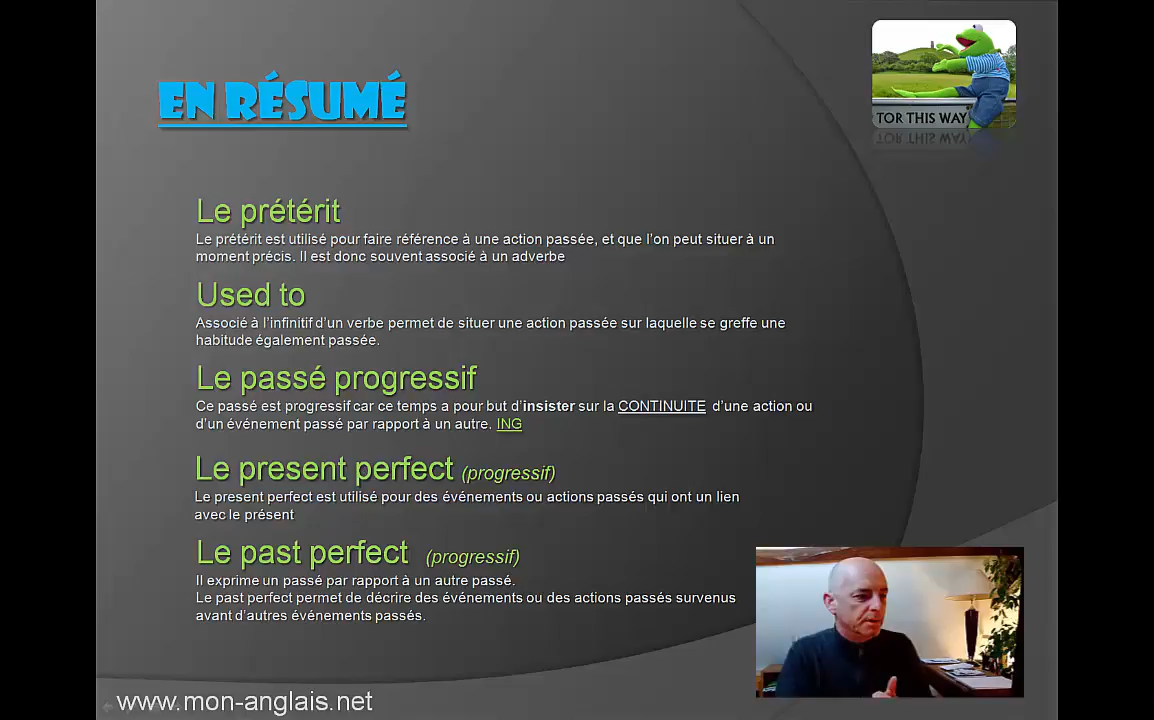 EN RÉSUMÉ
TOR THIS WAY
Le prétérit
Le prétérit est utilisé pour faire référence à une action passée, et que l’on peut situer à un
moment précis. Il est donc souvent associé à un adverbe
Used to
Associé à l’infinitif d’un verbe permet de situer une action passée sur laquelle se greffe une
habitude également passée.
Le passé progressif
Ce passé est progressif car ce temps a pour but d’insister sur la CONTINUITE d’une action ou
d’un événement passé par rapport à un autre. ING
Le present perfect (progressif)
Le present perfect est utilisé pour des événements ou actions passés qui ont un lien
avec le présent
Le past perfect (progressif)
Il exprime un passé par rapport à un autre passé.
Le past perfect permet de décrire des événements ou des actions passés survenus
avant d’autres événements passés.
www.mon-anglais.net